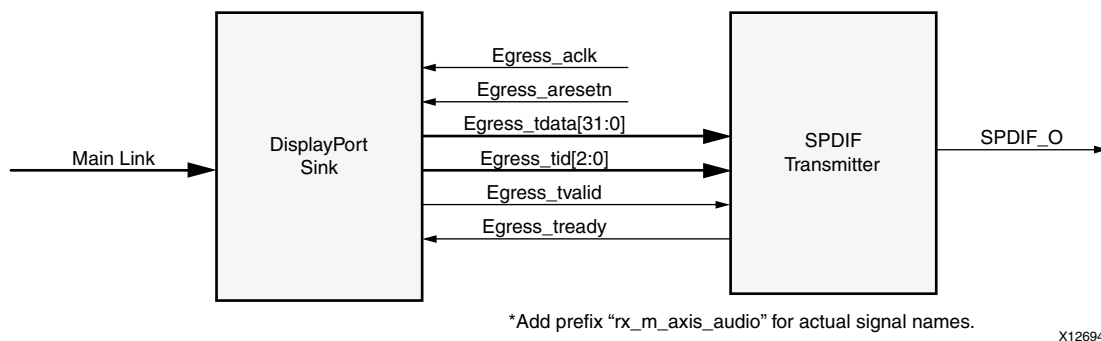 Egress_aclk
Egress_aresetn
Egress_tdata[31:0]
Main Link
DisplayPort
Sink
Egress_tid[2:0]
SPDIF
Transmitter
SPDIF_O
Egress_tvalid
Egress_tready
*Add prefix “rx_m_axis_audio” for actual signal names.
X12694